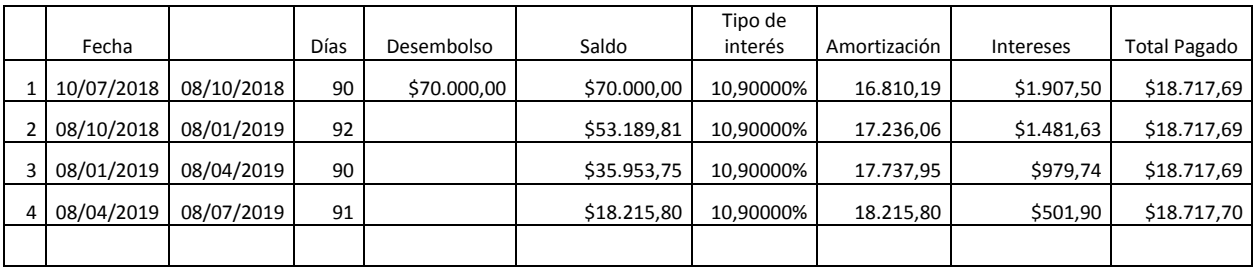 Fecha Días Desembolso Saldo Tipo de interés Amortización Intereses Total Pagado
1 10/07/2018 08/10/2018 90 $70.000,00 $70.000,00 10,90000% 16.810,19 $1.907,50 $18.717,69
2 08/10/2018 08/01/2019 92 $53.189,81 10,90000% 17.236,06 $1.481,63 $18.717,69
3 08/01/2019 08/04/2019 90 $35.953,75 10,90000% 17.737,95 $979,74 $18.717,69
4 08/04/2019 08/07/2019 91 $18.215,80 10,90000% 18.215,80 $501,90 $18.717,70